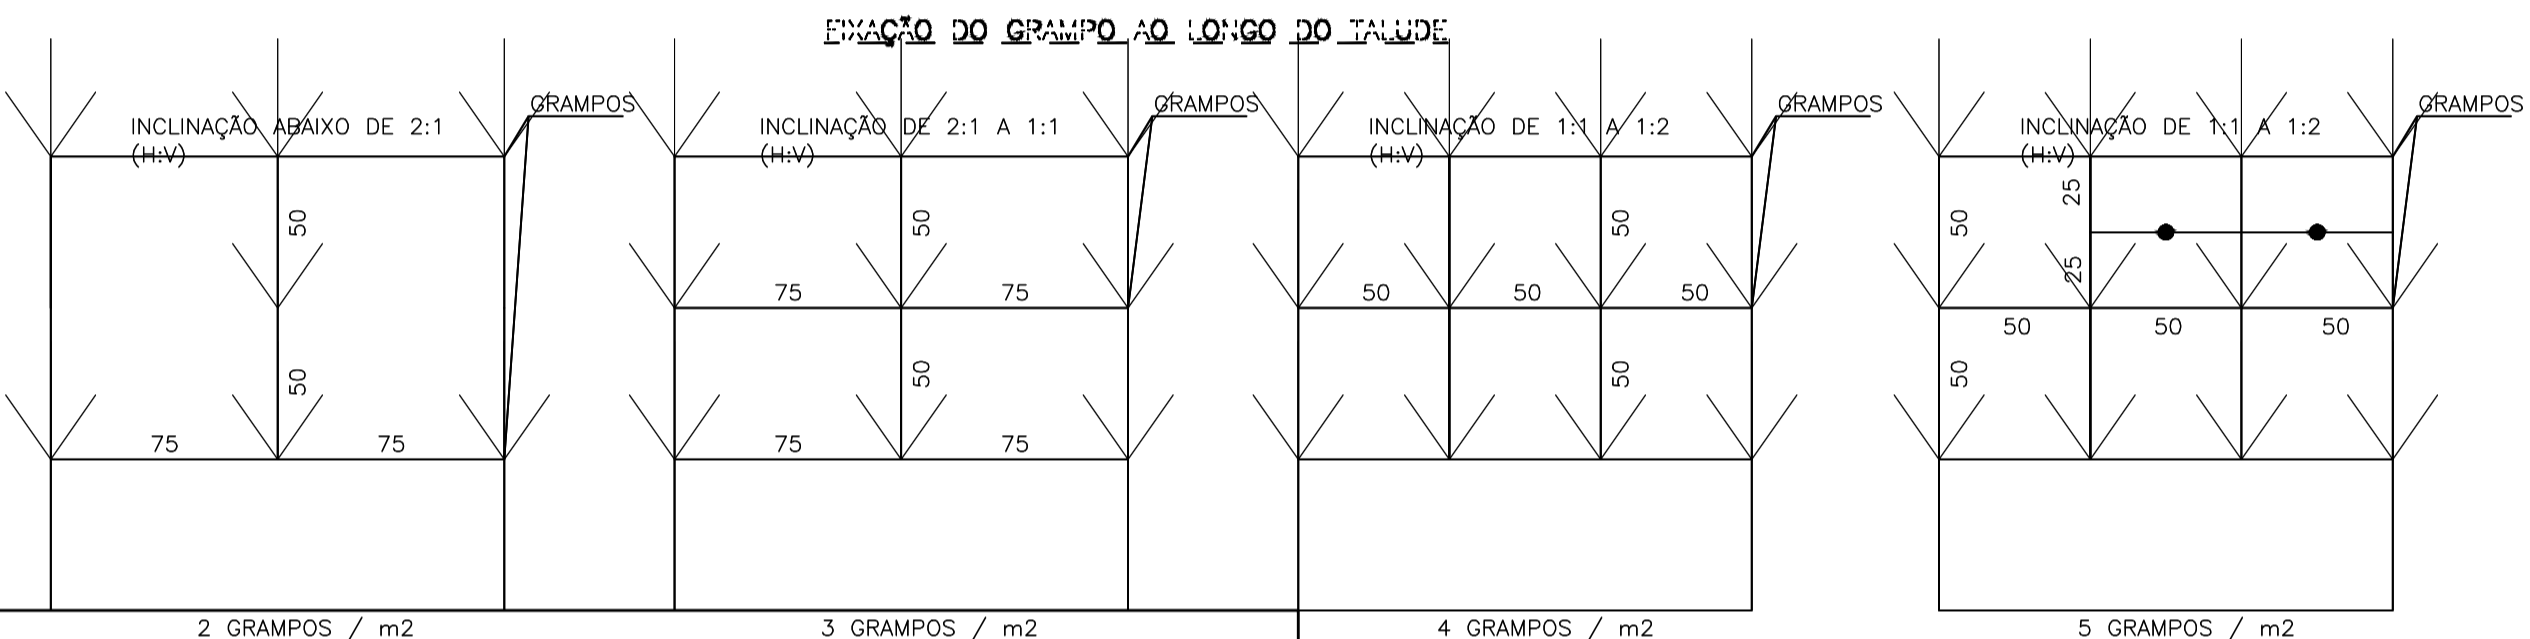 FIXAÇÃO DO GRAMPO AO LONGO DO TALUDE
GRAMPOS
INCLINAÇÃO ABAIXO DE 2:1
(H:V)
50
50
75
75
2 GRAMPOS / m2
GRAMPOS
INCLINAÇÃO DE 2:1 A 1:1
(H:V)
50
75
75
50
75
75
3 GRAMPOS / m2
GRAMPOS
INCLINAÇÃO DE 1:1 A 1:2
(H:V)
50
50
50
50
50
4 GRAMPOS / m2
GRAMPOS
INCLINAÇÃO DE 1:1 A 1:2
(H:V)
25
50
25
50
50
50
50
5 GRAMPOS / m2